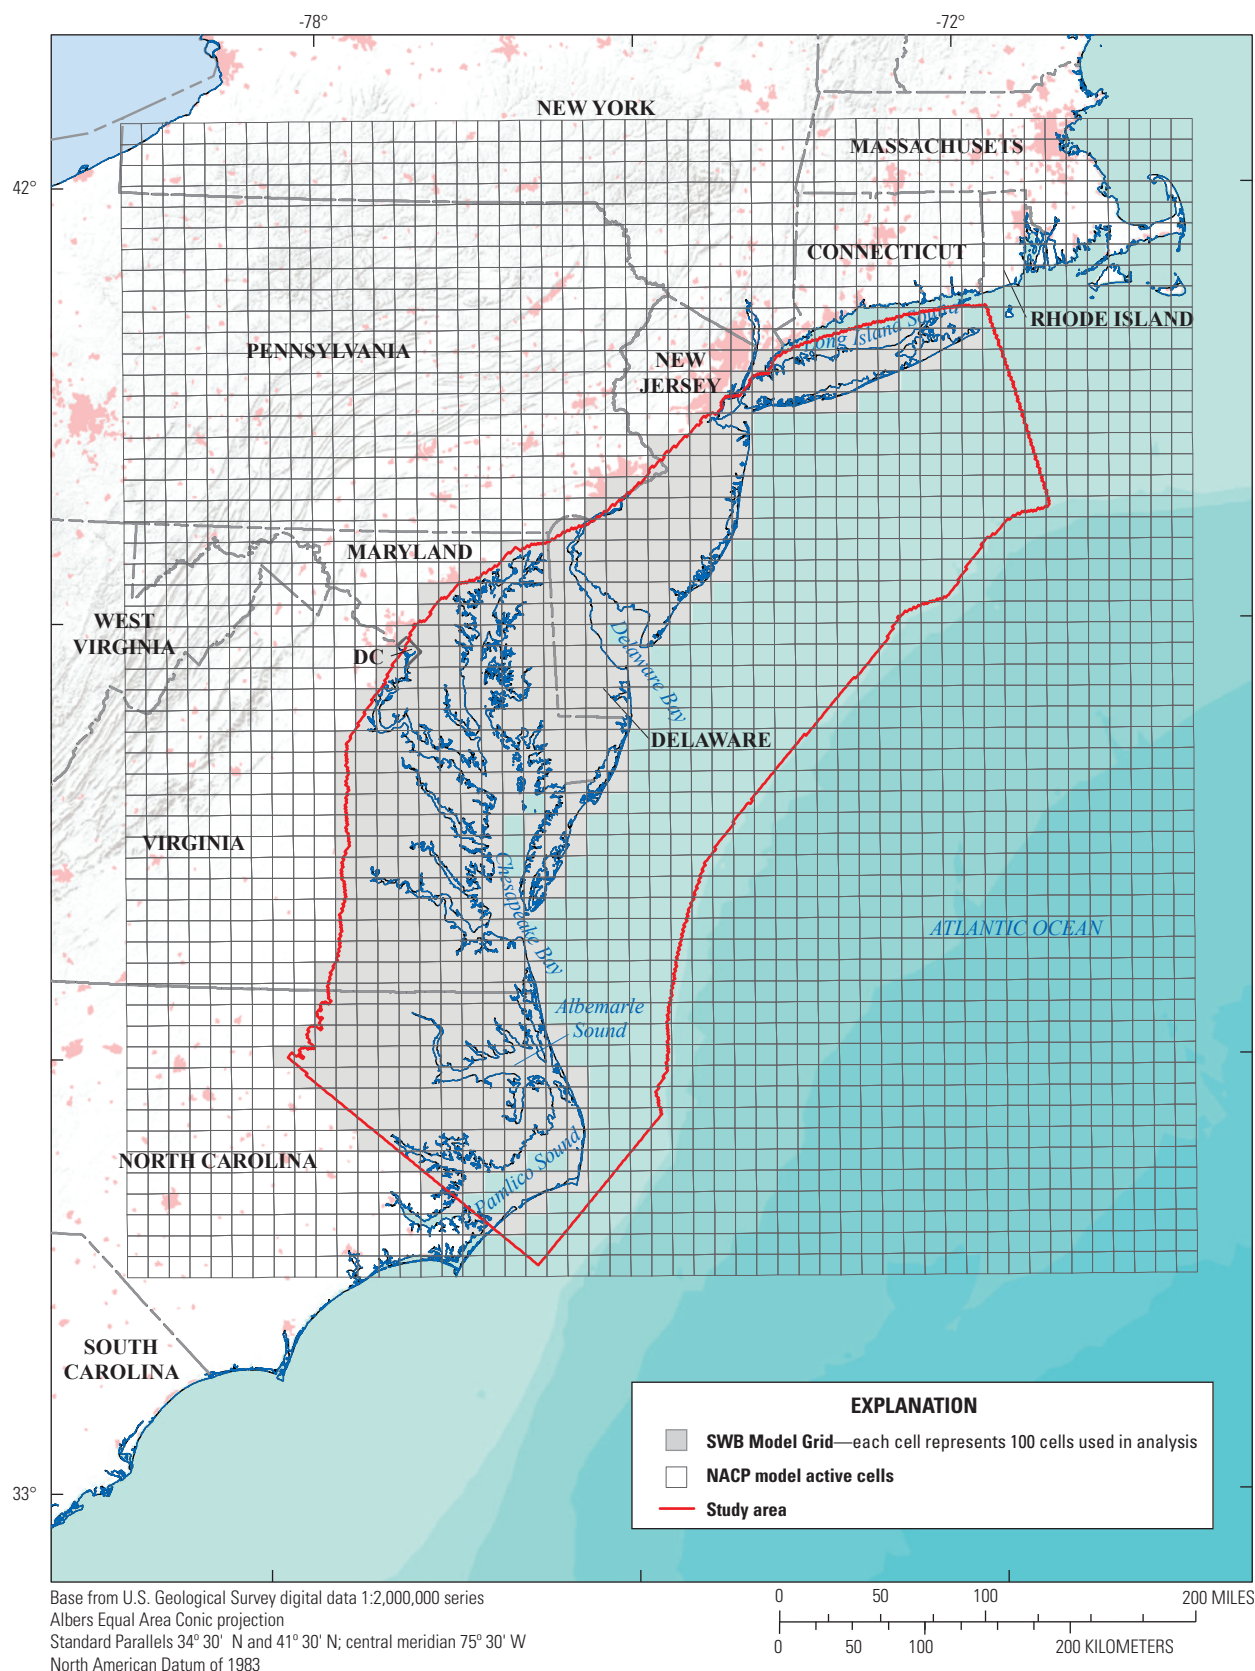 -78°
-72°
NEW YORK
MASSACHUSETS
42°
CONNECTICUT
RHODE ISLAND
Long Island Sound
PENNSYLVANIA
NEW
JERSEY
MARYLAND
WEST
VIRGINIA
DC
Delaware Bay
DELAWARE
VIRGINIA
Chesapeake Bay
ATLANTIC OCEAN
Albemarle
Sound
NORTH CAROLINA
Pamlico Sound
SOUTH
CAROLINA
33°
EXPLANATION
SWB Model Grid—each cell represents 100 cells used in analysis
NACP model active cells
Study area
Base from U.S. Geological Survey digital data 1:2,000,000 series
Albers Equal Area Conic projection
Standard Parallels 34° 30' N and 41° 30' N; central meridian 75° 30' W
North American Datum of 1983
0 50 100 200 MILES
0 50 100 200 KILOMETERS